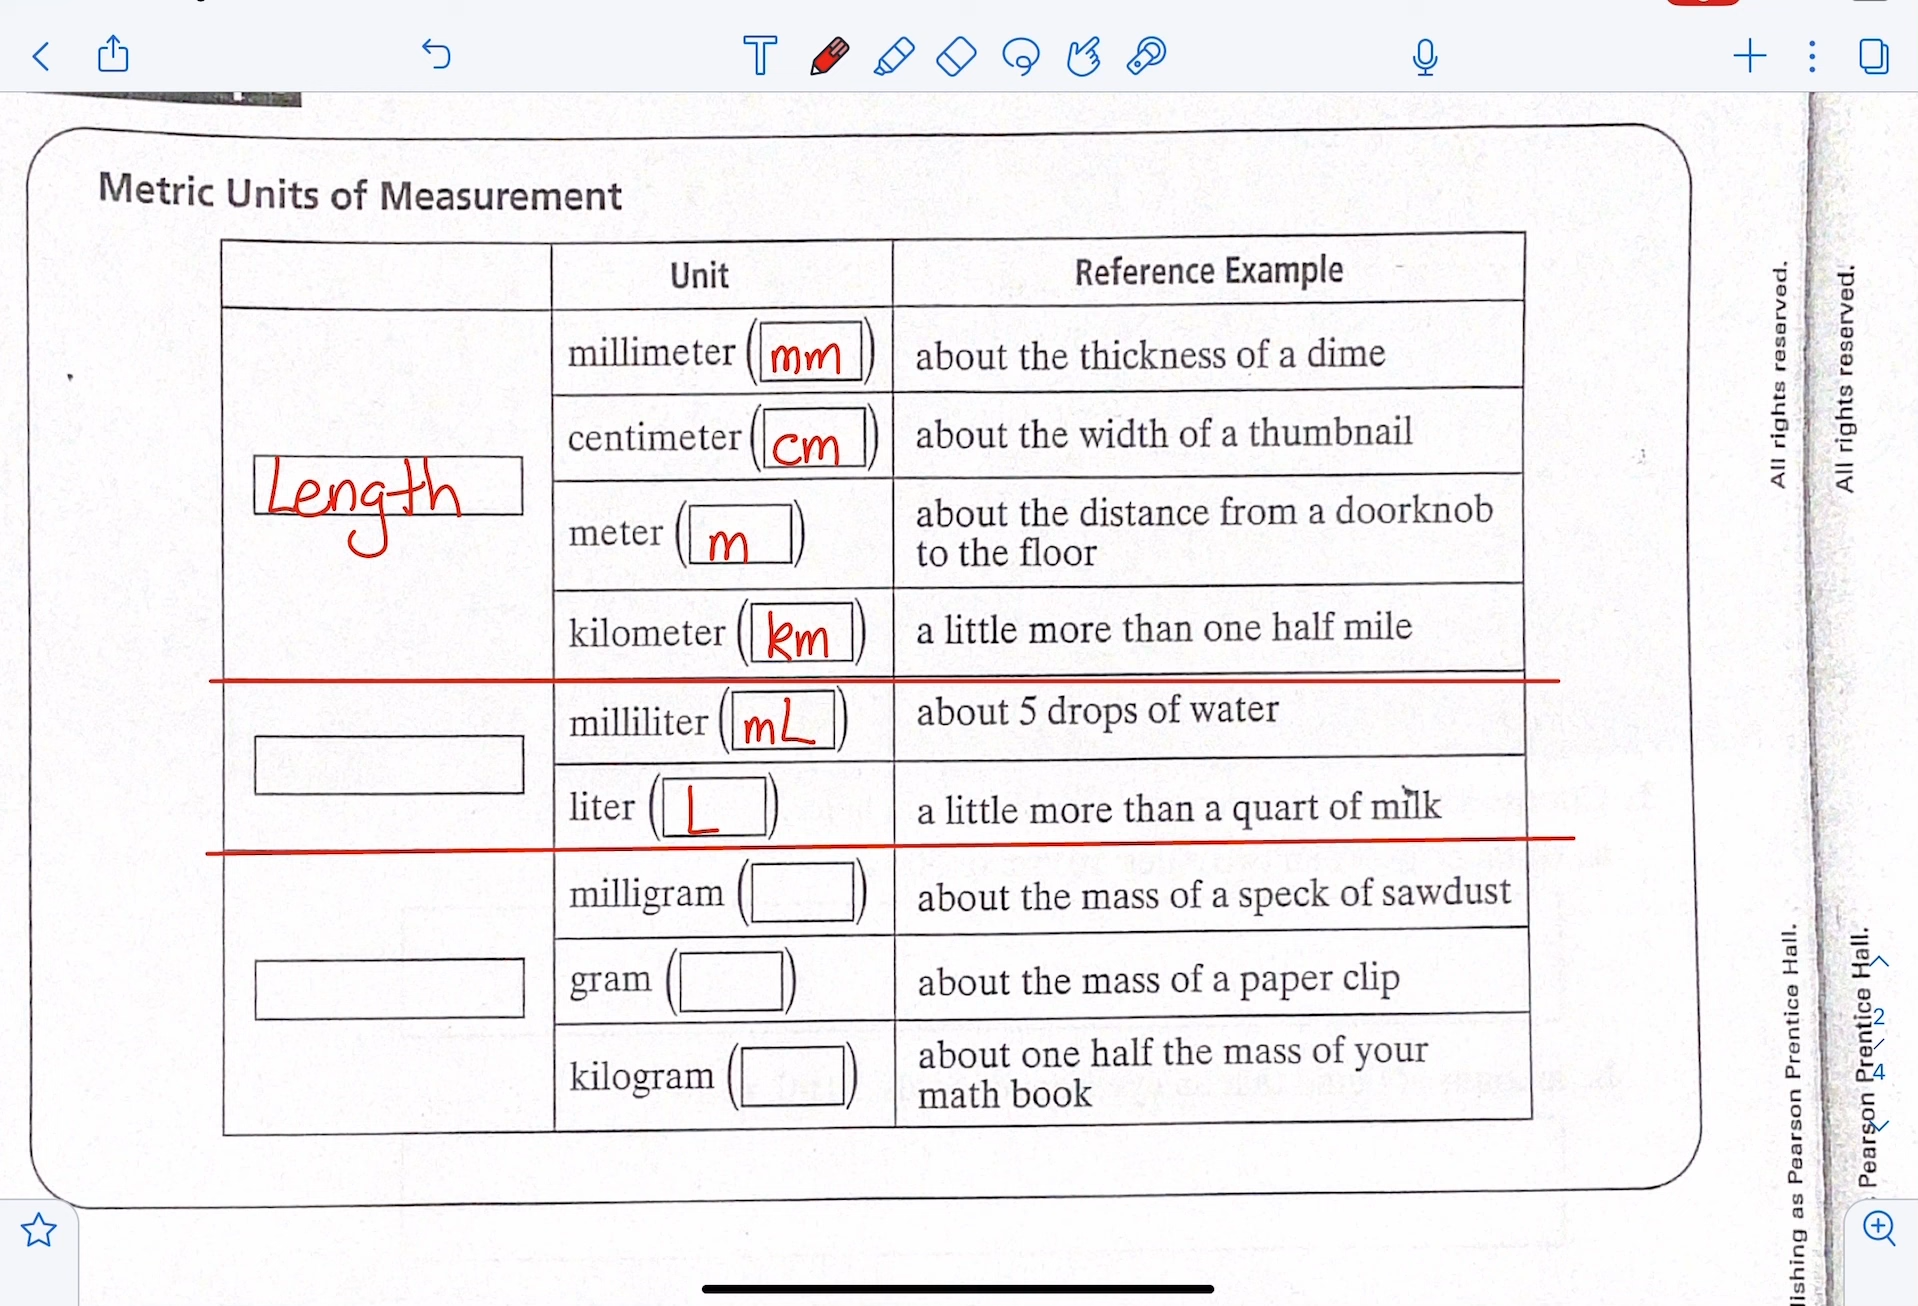 Metric Units of Measurement
Unit
Reference Example
Length
millimeter (mm)
about the thickness of a dime
centimeter (cm)
about the width of a thumbnail
meter (m)
about the distance from a doorknob
to the floor
kilometer (km)
a little more than one half mile
milliliter (mL)
about 5 drops of water
liter (L)
a little more than a quart of milk
milligram ( )
about the mass of a speck of sawdust
gram ( )
about the mass of a paper clip
kilogram ( )
about one half the mass of your
math book
All rights reserved.
lishing as Pearson Prentice Hall.
All rights reserved.
Pearson Prentice Hall.
2
4